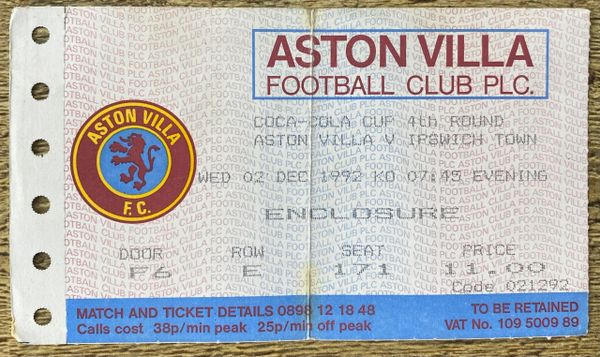 ASTON VILLA
FOOTBALL CLUB PLC.
COCA-COLA CUP 4th ROUND
ASTON VILLA V IPSWICH TOWN
ASTON VILLA
F.C.
WED 02 DEC 1992 KO 07:45 EVENING
ENCLOSURE
DOOR ROW SEAT PRICE
F6 E 171 11.00
Code 021292
MATCH AND TICKET DETAILS 0898 12 18 48 TO BE RETAINED
Calls cost 38p/min peak 25p/min off peak VAT No. 109 5009 89